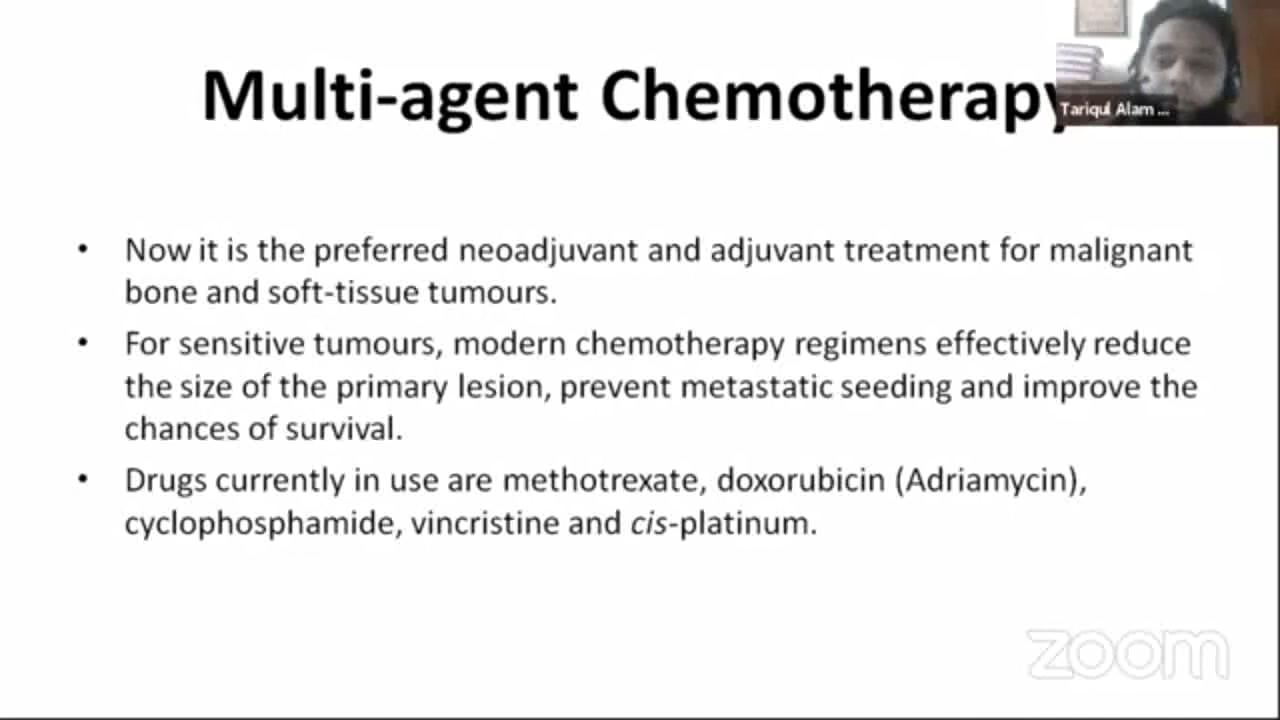 Multi-agent Chemotherapy
Tariqul Alam ...
• Now it is the preferred neoadjuvant and adjuvant treatment for malignant
bone and soft-tissue tumours.
• For sensitive tumours, modern chemotherapy regimens effectively reduce
the size of the primary lesion, prevent metastatic seeding and improve the
chances of survival.
• Drugs currently in use are methotrexate, doxorubicin (Adriamycin),
cyclophosphamide, vincristine and cis-platinum.
zoom